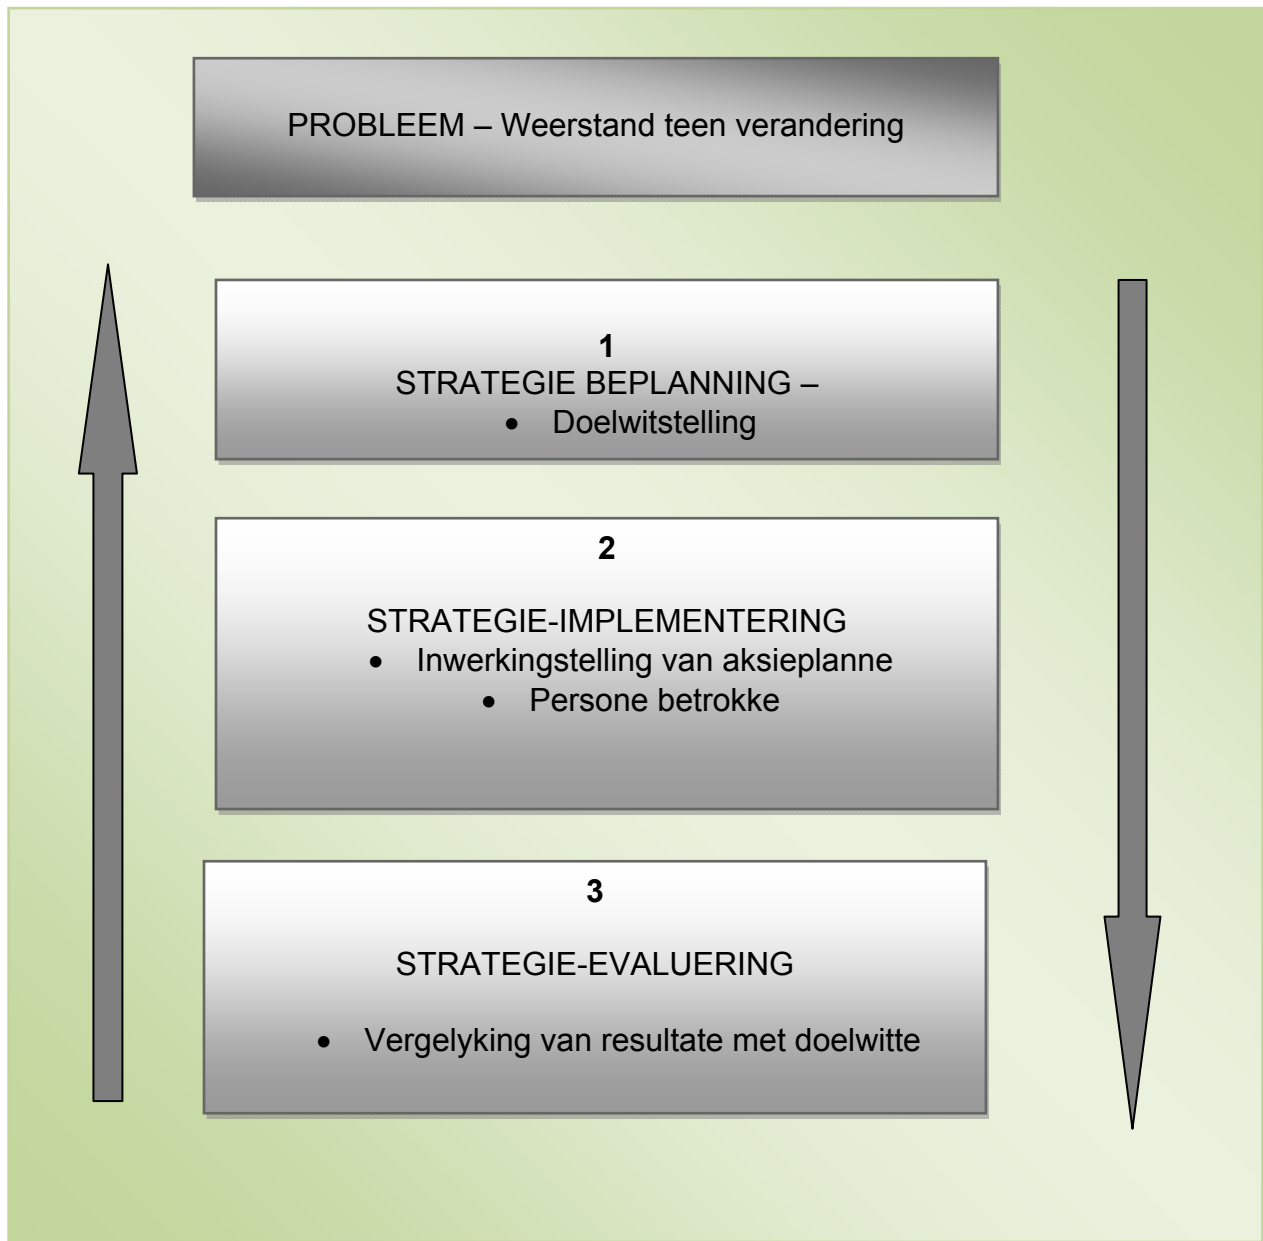 PROBLEEM – Weerstand teen verandering
1
STRATEGIE BEPLANNING –
• Doelwitstelling
2
STRATEGIE-IMPLEMENTERING
• Inwerkingstelling van aksieplanne
• Persone betrokke
3
STRATEGIE-EVALUERING
• Vergelyking van resultate met doelwitte